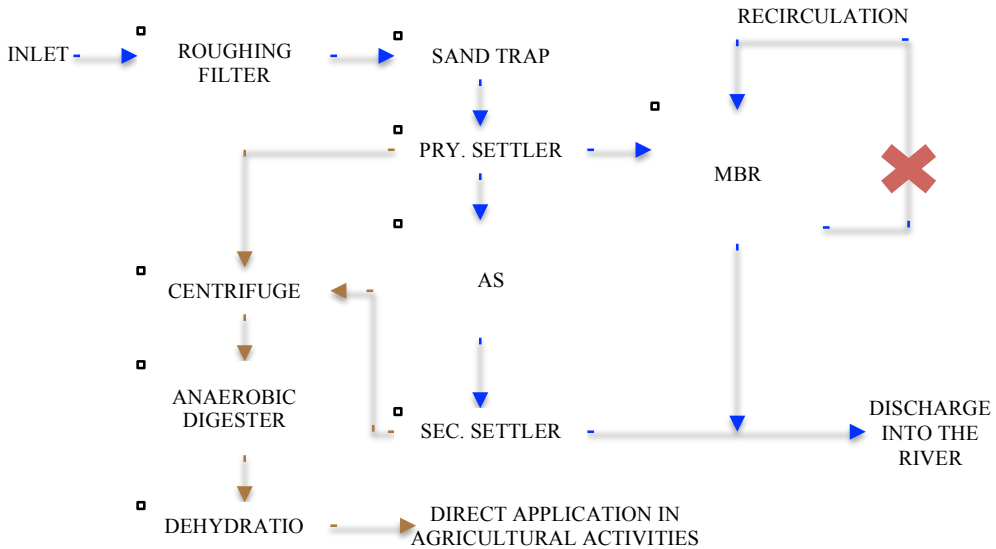 RECIRCULATION
INLET
ROUGHING
FILTER
SAND TRAP
PRY. SETTLER
MBR
CENTRIFUGE
AS
ANAEROBIC
DIGESTER
SEC. SETTLER
DISCHARGE
INTO THE
RIVER
DEHYDRATIO
DIRECT APPLICATION IN
AGRICULTURAL ACTIVITIES